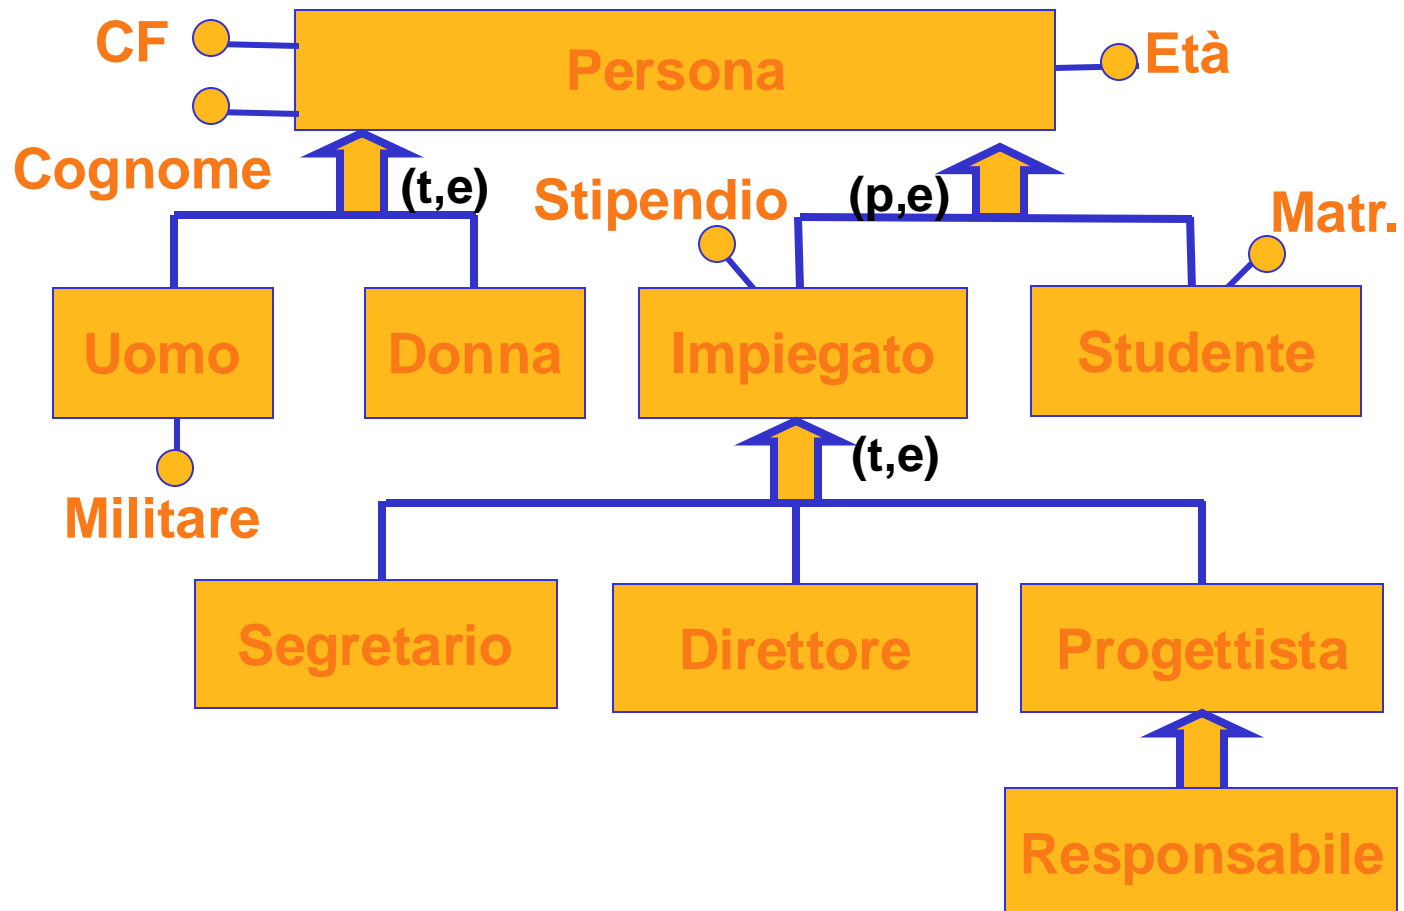 CF
Persona
Età
Cognome
(t,e)
Stipendio
(p,e)
Matr.
Uomo
Donna
Impiegato
Studente
(t,e)
Militare
Segretario
Direttore
Progettista
Responsabile